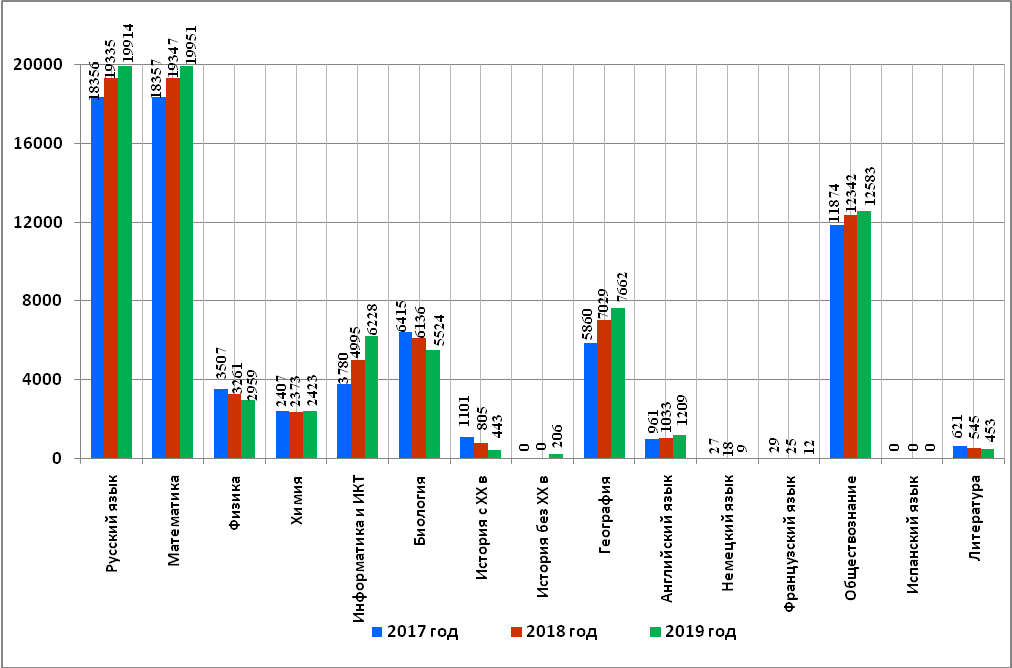 18356 19335 19914
18357 19347 19951
3507 3261 2959
2407 2373 2423
3780 4995 6228
6415 6136 5524
1101 805 443
0 0 206
5860 7029 7662
961 1033 1209
27 18 9
29 25 12
11874 12342 12583
0 0 0
621 545 453
20000
16000
12000
8000
4000
0
Русский язык
Математика
Физика
Химия
Информатика и ИКТ
Биология
История с XX в
История без XX в
География
Английский язык
Немецкий язык
Французский язык
Обществознание
Испанский язык
Литература
2017 год 2018 год 2019 год